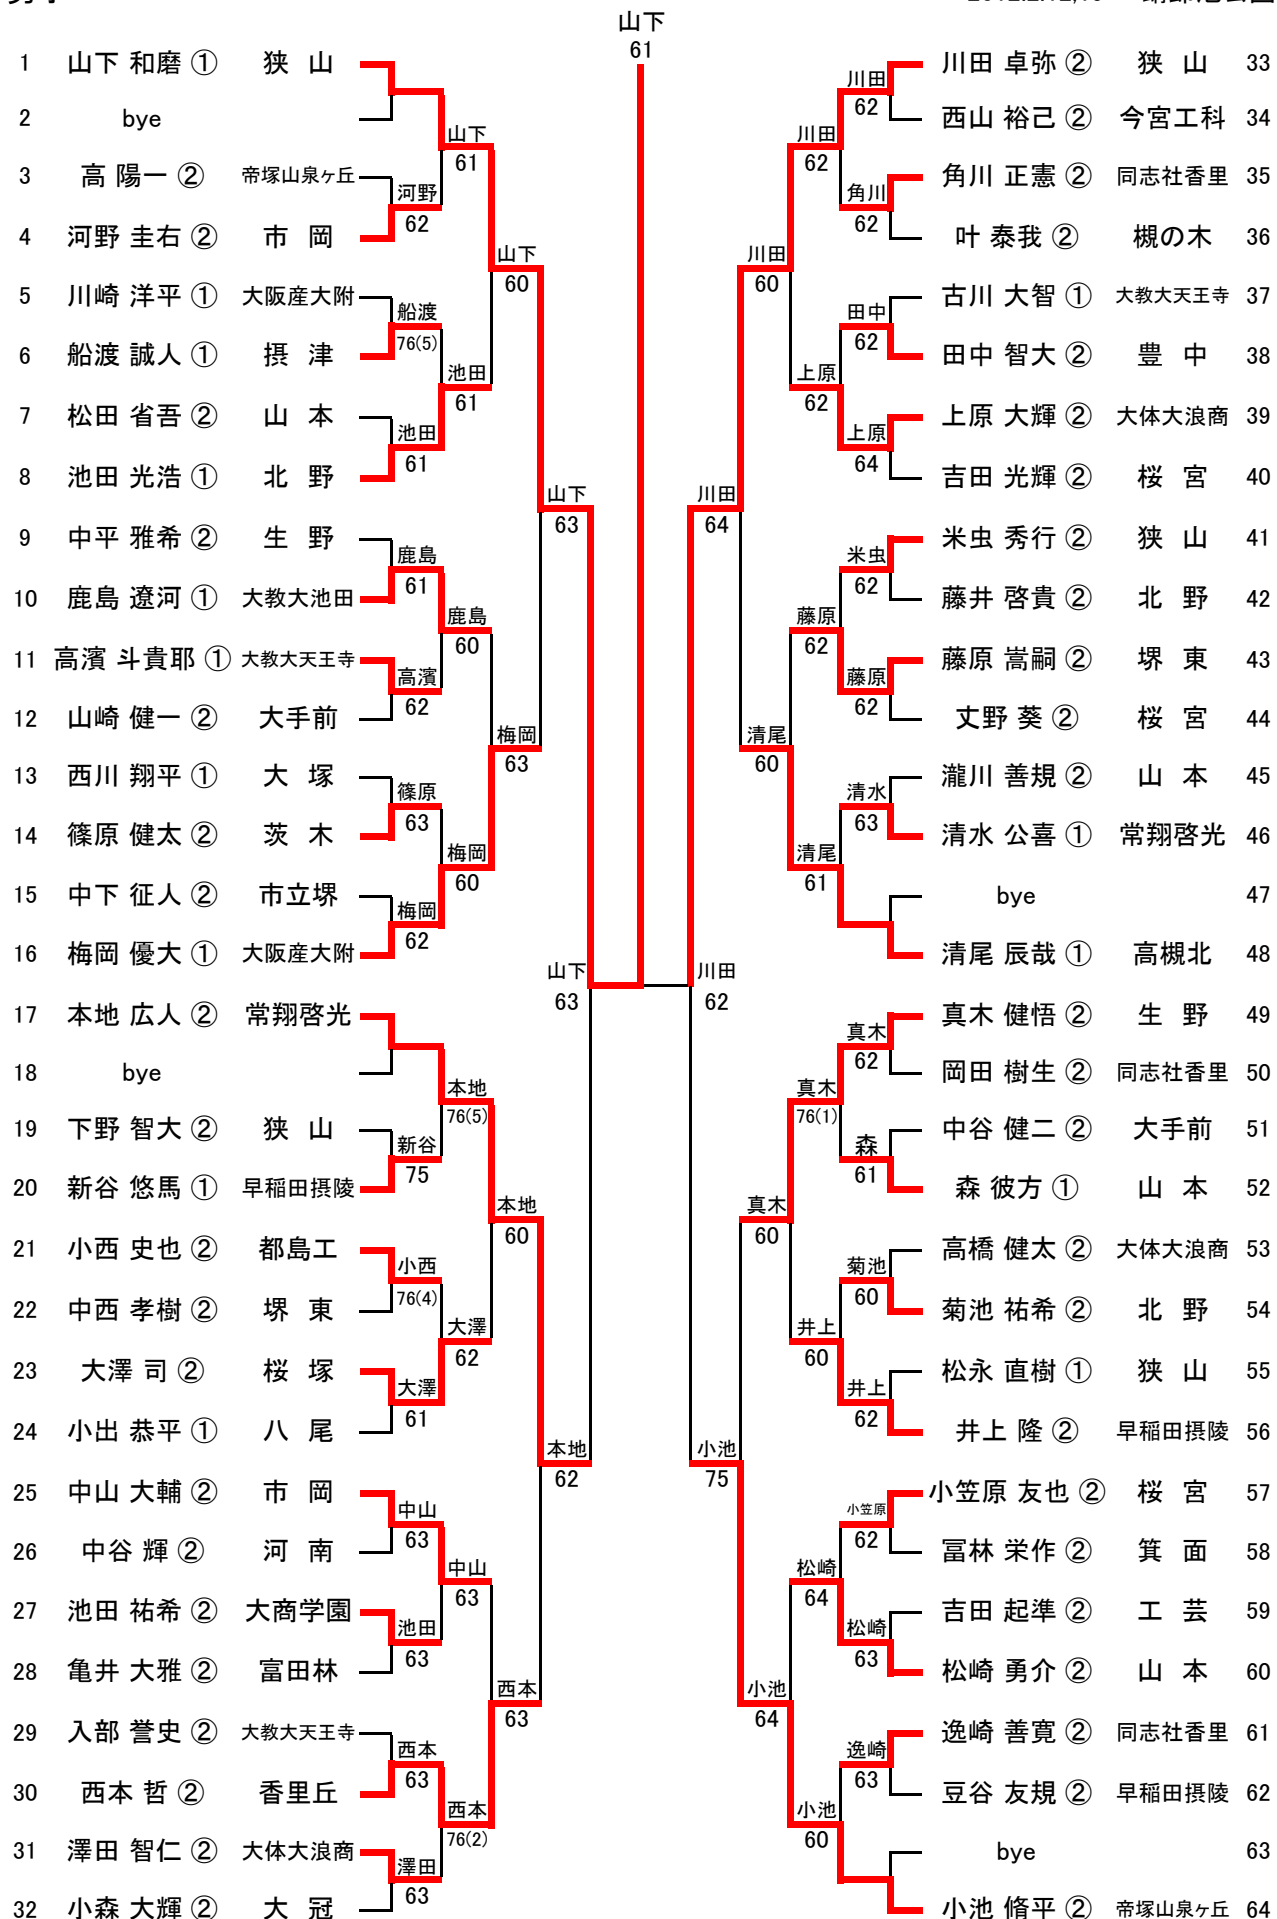 山下
61
1 山下 和磨 ① 狭 山
2 bye
3 高 陽一 ② 帝塚山泉ヶ丘
4 河野 圭右 ② 市 岡
5 川崎 洋平 ① 大阪産大附
6 船渡 誠人 ① 摂 津
7 松田 省吾 ② 山 本
8 池田 光浩 ① 北 野
9 中平 雅希 ② 生 野
10 鹿島 遼河 ① 大教大池田
11 高濱 斗貴耶 ① 大教大天王寺
12 山崎 健一 ② 大手前
13 西川 翔平 ① 大 塚
14 篠原 健太 ② 茨 木
15 中下 征人 ② 市立堺
16 梅岡 優大 ① 大阪産大附
17 本地 広人 ② 常翔啓光
18 bye
19 下野 智大 ② 狭 山
20 新谷 悠馬 ① 早稲田摂陵
21 小西 史也 ② 都島工
22 中西 孝樹 ② 堺 東
23 大澤 司 ② 桜 塚
24 小出 恭平 ① 八 尾
25 中山 大輔 ② 市 岡
26 中谷 輝 ② 河 南
27 池田 祐希 ② 大商学園
28 亀井 大雅 ② 富田林
29 入部 誉史 ② 大教大天王寺
30 西本 哲 ② 香里丘
31 澤田 智仁 ② 大体大浪商
32 小森 大輝 ② 大 冠
河野
62
船渡
76(5)
池田
61
鹿島
61
高濱
62
篠原
63
梅岡
62
新谷
75
小西
76(4)
大澤
61
中山
63
池田
63
西本
63
澤田
63
山下
61
池田
61
鹿島
60
梅岡
60
本地
76(5)
大澤
62
中山
63
西本
76(2)
山下
60
梅岡
63
本地
60
西本
63
山下
63
本地
62
山下
63
川田
62
川田
64
小池
75
川田
60
清尾
60
真木
60
小池
64
川田
62
上原
62
藤原
62
清尾
61
真木
76(1)
井上
60
松崎
64
小池
60
川田
62
角川
62
田中
62
上原
64
米虫
62
藤原
62
清水
63
真木
62
森
61
菊池
60
井上
62
小笠原
62
松崎
63
逸崎
63
川田 卓弥 ② 狭 山 33
西山 裕己 ② 今宮工科 34
角川 正憲 ② 同志社香里 35
叶 泰我 ② 槻の木 36
古川 大智 ① 大教大天王寺 37
田中 智大 ② 豊 中 38
上原 大輝 ② 大体大浪商 39
吉田 光輝 ② 桜 宮 40
米虫 秀行 ② 狭 山 41
藤井 啓貴 ② 北 野 42
藤原 嵩嗣 ② 堺 東 43
丈野 葵 ② 桜 宮 44
瀧川 善規 ② 山 本 45
清水 公喜 ① 常翔啓光 46
bye 47
清尾 辰哉 ① 高槻北 48
真木 健悟 ② 生 野 49
岡田 樹生 ② 同志社香里 50
中谷 健二 ② 大手前 51
森 彼方 ① 山 本 52
高橋 健太 ② 大体大浪商 53
菊池 祐希 ② 北 野 54
松永 直樹 ① 狭 山 55
井上 隆 ② 早稲田摂陵 56
小笠原 友也 ② 桜 宮 57
冨林 栄作 ② 箕 面 58
吉田 起準 ② 工 芸 59
松崎 勇介 ② 山 本 60
逸崎 善寛 ② 同志社香里 61
豆谷 友規 ② 早稲田摂陵 62
bye 63
小池 脩平 ② 帝塚山泉ヶ丘 64